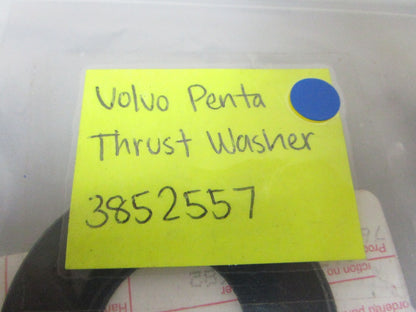 Volvo Penta
Thrust Washer
3852557